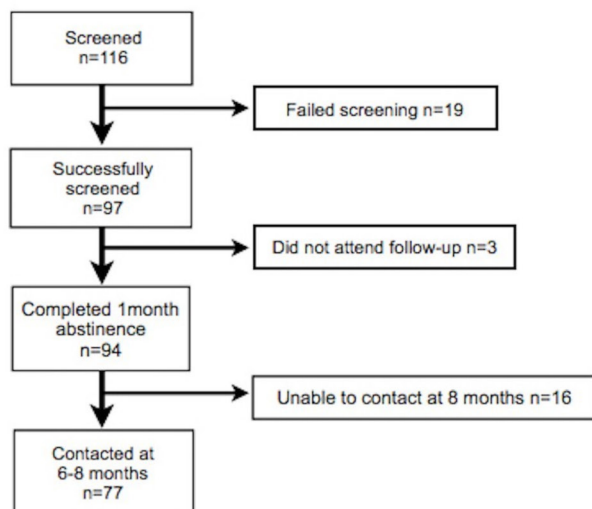 Screened
n=116
Failed screening n=19
Successfully
screened
n=97
Did not attend follow-up n=3
Completed 1month
abstinence
n=94
Unable to contact at 8 months n=16
Contacted at
6-8 months
n=77